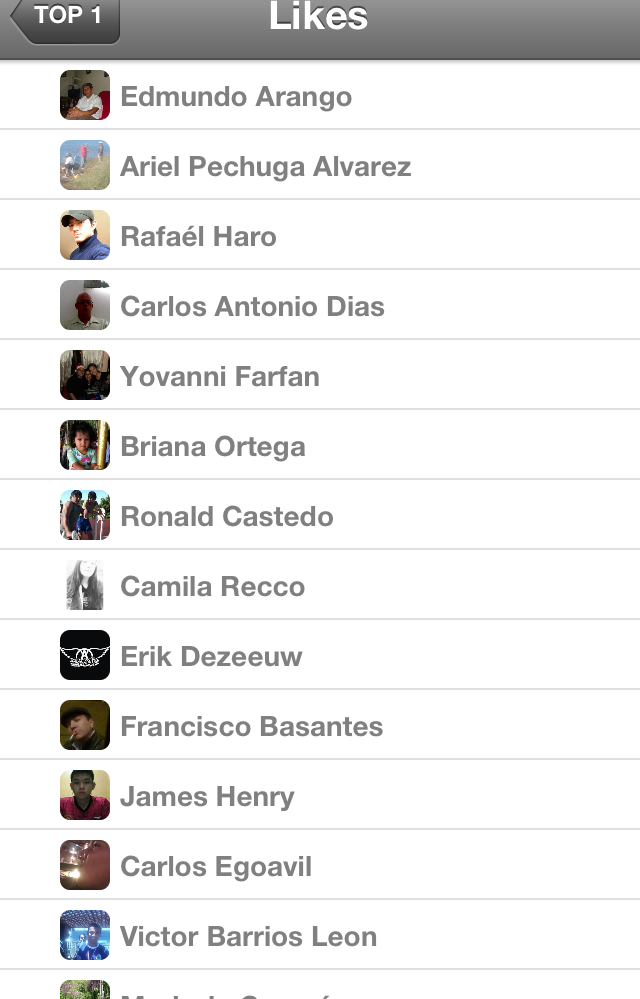 TOP 1
Likes
Edmundo Arango
Ariel Pechuga Alvarez
Rafaél Haro
Carlos Antonio Dias
Yovanni Farfan
Briana Ortega
Ronald Castedo
Camila Recco
Erik Dezeeuw
Francisco Basantes
James Henry
Carlos Egoavil
Victor Barrios Leon